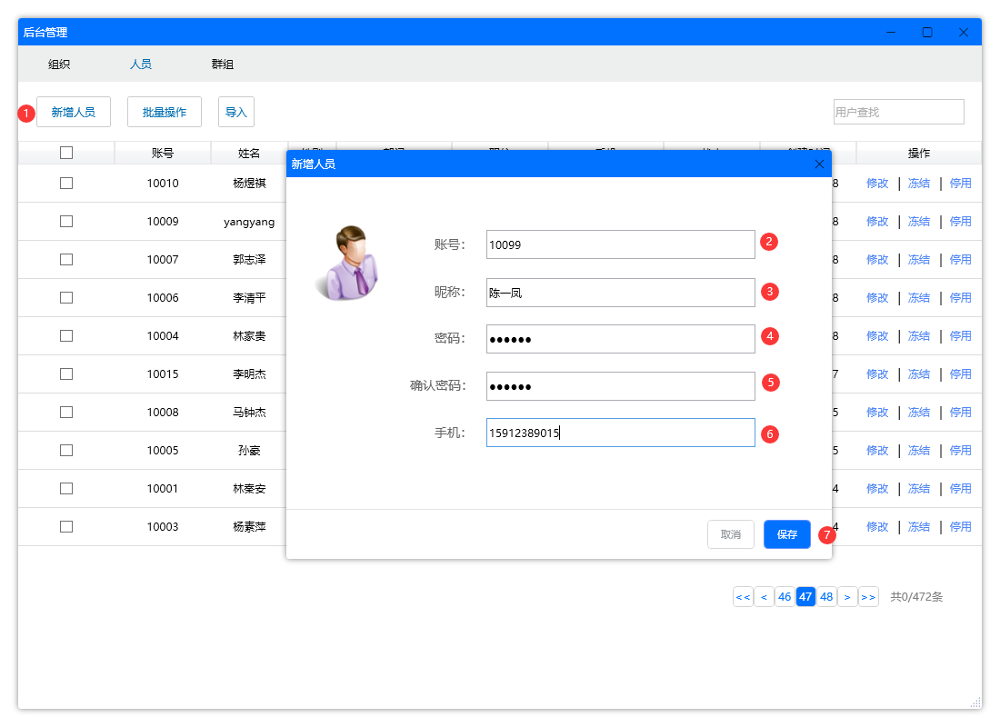 后台管理
组织 人员 群组
1 新增人员 批量操作 导入 用户查找
账号 姓名 操作
新增人员
10010 杨煜祺 8 修改 | 冻结 | 停用
10009 yangyang 8 修改 | 冻结 | 停用
10007 郭志泽 8 修改 | 冻结 | 停用
10006 李清平 8 修改 | 冻结 | 停用
10004 林家贵 8 修改 | 冻结 | 停用
10015 李明杰 7 修改 | 冻结 | 停用
10008 马钟杰 5 修改 | 冻结 | 停用
10005 孙豪 5 修改 | 冻结 | 停用
10001 林秦安 4 修改 | 冻结 | 停用
10003 杨素萍 4 修改 | 冻结 | 停用
账号： 10099 2
昵称： 陈一凤 3
密码： ●●●●●● 4
确认密码： ●●●●●● 5
手机： 15912389015 6
取消 保存 7
<< < 46 47 48 > >> 共0/472条